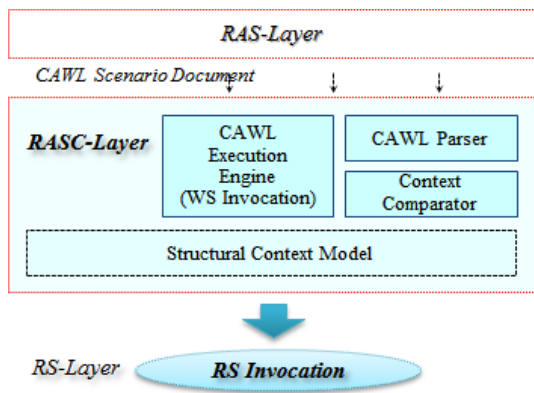 RAS-Layer
CAWL Scenario Document
RASC-Layer
CAWL
Execution
Engine
(WS Invocation)
CAWL Parser
Context
Comparator
Structural Context Model
RS-Layer
RS Invocation